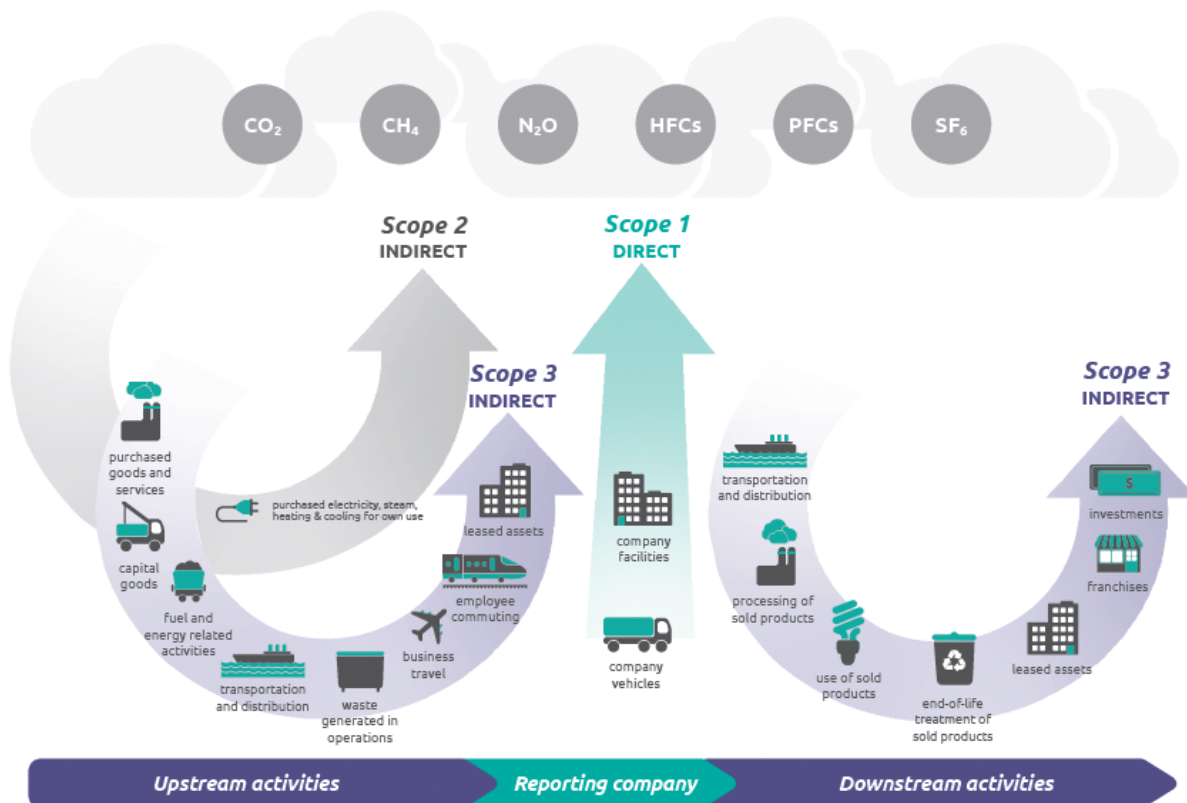 CO₂
CH₄
N₂O
HFCs
PFCs
SF₆
Scope 2
INDIRECT
Scope 1
DIRECT
Scope 3
INDIRECT
Scope 3
INDIRECT
purchased
goods and
services
capital
goods
fuel and
energy related
activities
transportation
and distribution
waste
generated in
operations
business
travel
employee
commuting
leased assets
purchased electricity, steam,
heating & cooling for own use
company
facilities
company
vehicles
transportation
and distribution
processing of
sold products
use of sold
products
end-of-life
treatment of
sold products
leased assets
franchises
$
investments
Upstream activities
Reporting company
Downstream activities